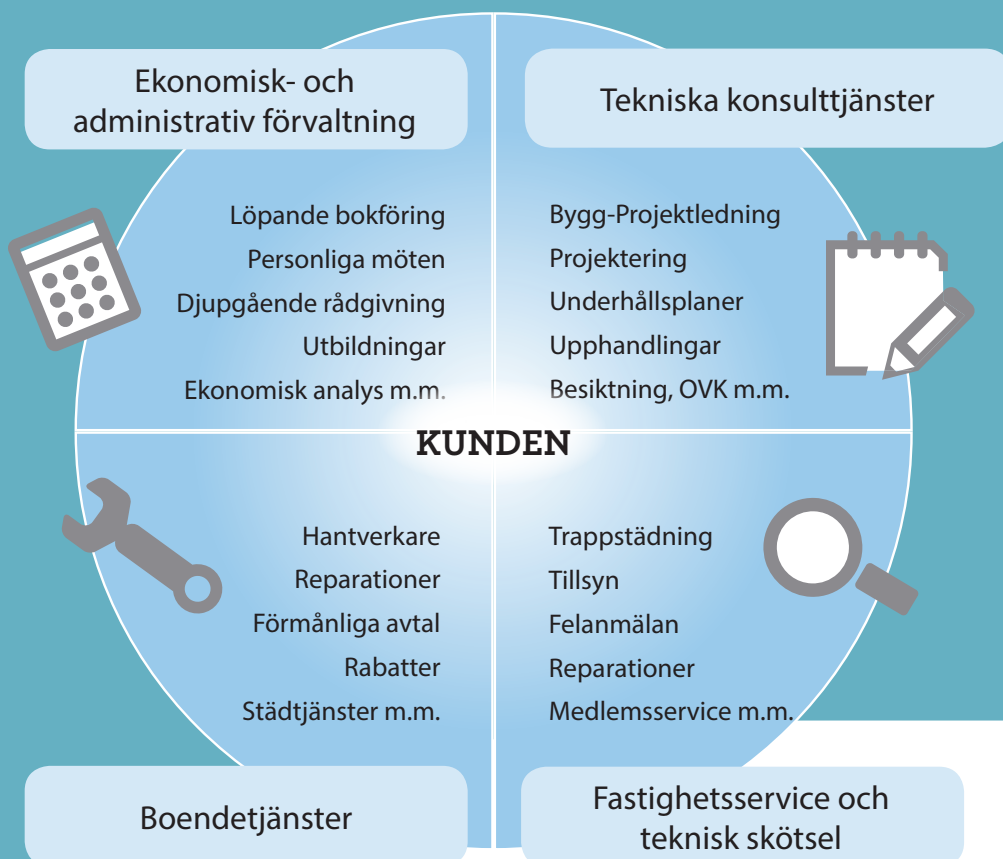 Ekonomisk- och
administrativ förvaltning
Löpande bokföring
Personliga möten
Djupgående rådgivning
Utbildningar
Ekonomisk analys m.m.
Tekniska konsulttjänster
Bygg-Projektledning
Projektering
Underhållsplaner
Upphandlingar
Besiktning, OVK m.m.
KUNDEN
Hantverkare
Reparationer
Förmånliga avtal
Rabatter
Städtjänster m.m.
Boendetjänster
Trappstädning
Tillsyn
Felanmälan
Reparationer
Medlemsservice m.m.
Fastighetsservice och
teknisk skötsel